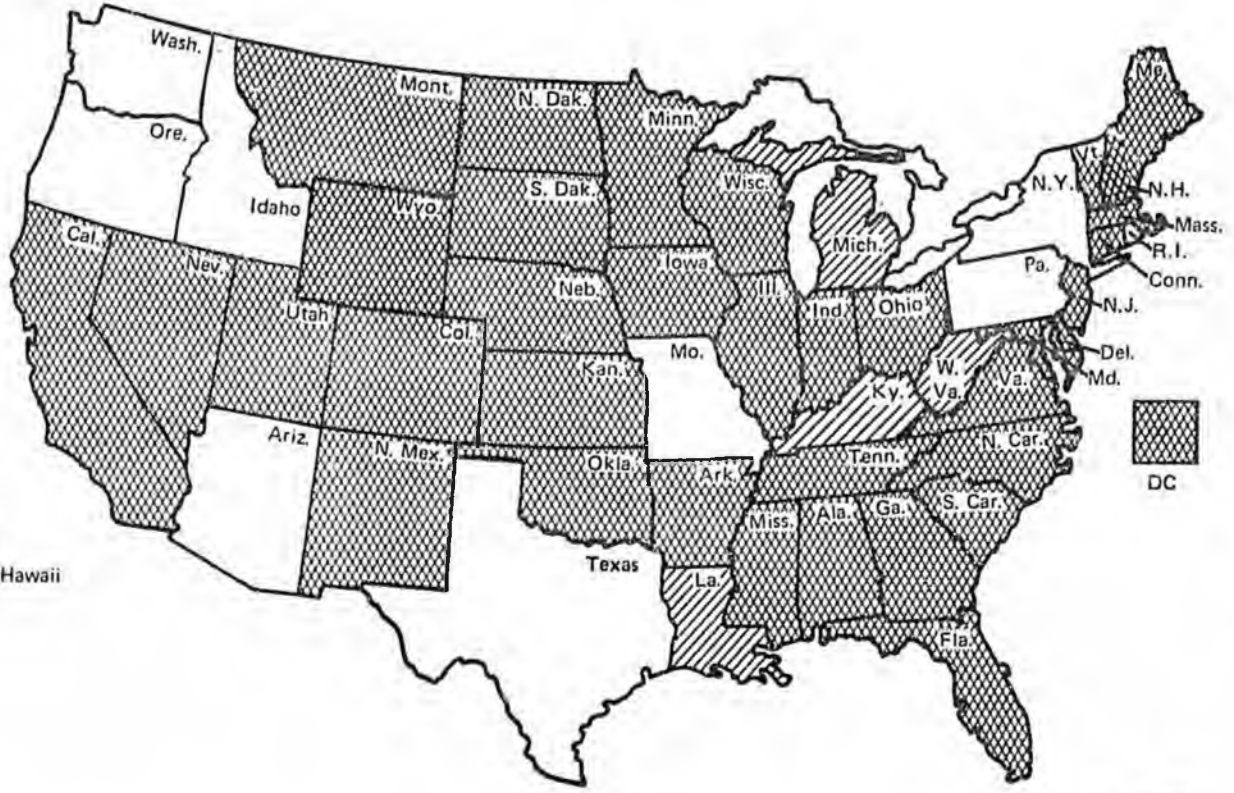 Wash.
Mont.
N. Dak.
Minn.
Me.
Ore.
Idaho
Wyo.
S. Dak.
Wisc.
Mich.
N.Y.
Vt.
N.H.
Mass.
R.I.
Conn.
Cal.
Nev.
Utah
Col.
Neb.
Iowa
Ill.
Ind.
Ohio
Pa.
N.J.
Del.
Md.
Kan.
Mo.
Ky.
W.
Va.
Va.
DC
Ariz.
N. Mex.
Okla.
Ark.
Tenn.
N. Car.
S. Car.
Miss.
Ala.
Ga.
Hawaii
Texas
La.
Fla.